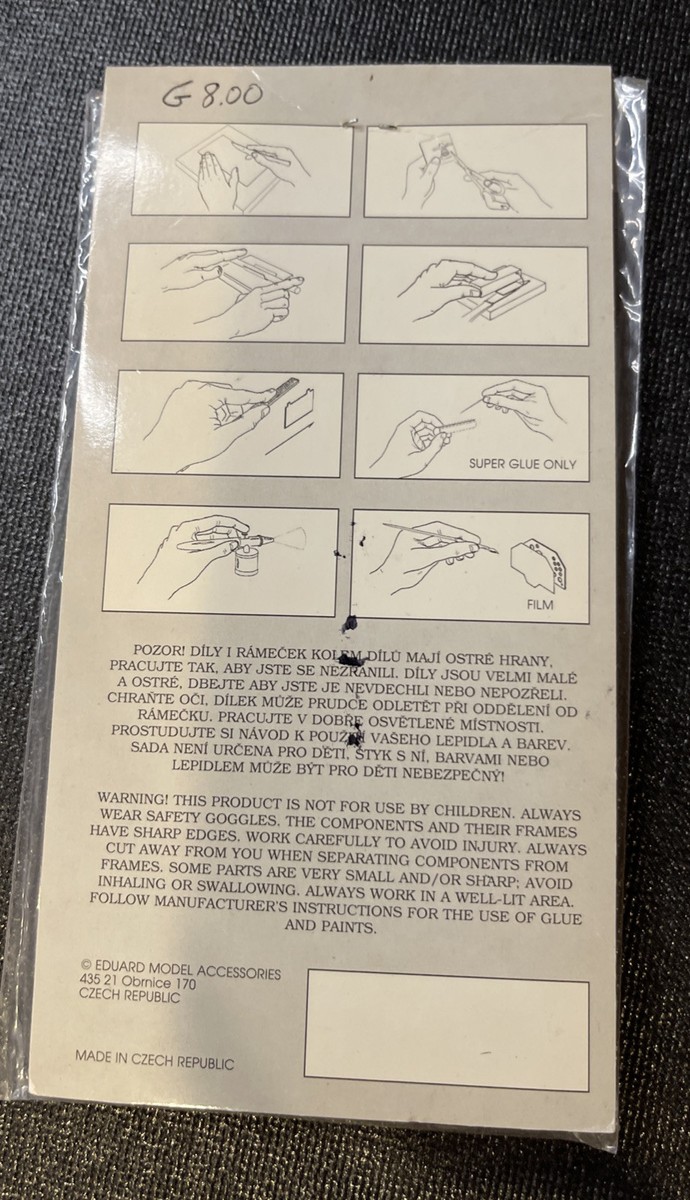 G 8.00
SUPER GLUE ONLY
FILM
POZOR! DÍLY I RÁMEČEK KOLEM DÍLŮ MAJÍ OSTRÉ HRANY,
PRACUJTE TAK, ABY JSTE SE NEZRANILI. DÍLY JSOU VELMI MALÉ
A OSTRÉ, DBEJTE ABY JSTE JE NEVDECHLI NEBO NEPOZŘELI.
CHRAŇTE OČI, DÍLEK MŮŽE PRUDCE ODLETĚT PŘI ODDĚLENÍ OD
RÁMEČKU. PRACUJTE V DOBŘE OSVĚTLENÉ MÍSTNOSTI.
PROSTUDUJTE SI NÁVOD K POUŽITÍ VAŠEHO LEPIDLA A BAREV.
SADA NENÍ URČENA PRO DĚTI, STYK S NÍ, BARVAMI NEBO
LEPIDLEM MŮŽE BÝT PRO DĚTI NEBEZPEČNÝ!
WARNING! THIS PRODUCT IS NOT FOR USE BY CHILDREN. ALWAYS
WEAR SAFETY GOGGLES. THE COMPONENTS AND THEIR FRAMES
HAVE SHARP EDGES. WORK CAREFULLY TO AVOID INJURY. ALWAYS
CUT AWAY FROM YOU WHEN SEPARATING COMPONENTS FROM
FRAMES. SOME PARTS ARE VERY SMALL AND/OR SHARP; AVOID
INHALING OR SWALLOWING. ALWAYS WORK IN A WELL-LIT AREA.
FOLLOW MANUFACTURER'S INSTRUCTIONS FOR THE USE OF GLUE
AND PAINTS.
© EDUARD MODEL ACCESSORIES
435 21 Obrnice 170
CZECH REPUBLIC
MADE IN CZECH REPUBLIC